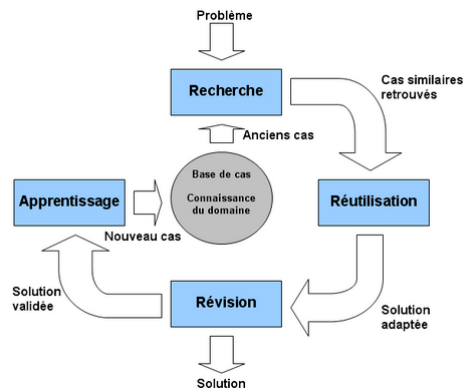 Problème
Recherche
Cas similaires
retrouvés
Anciens cas
Base de cas
Connaissance
du domaine
Apprentissage
Réutilisation
Nouveau cas
Solution
validée
Révision
Solution
adaptée
Solution